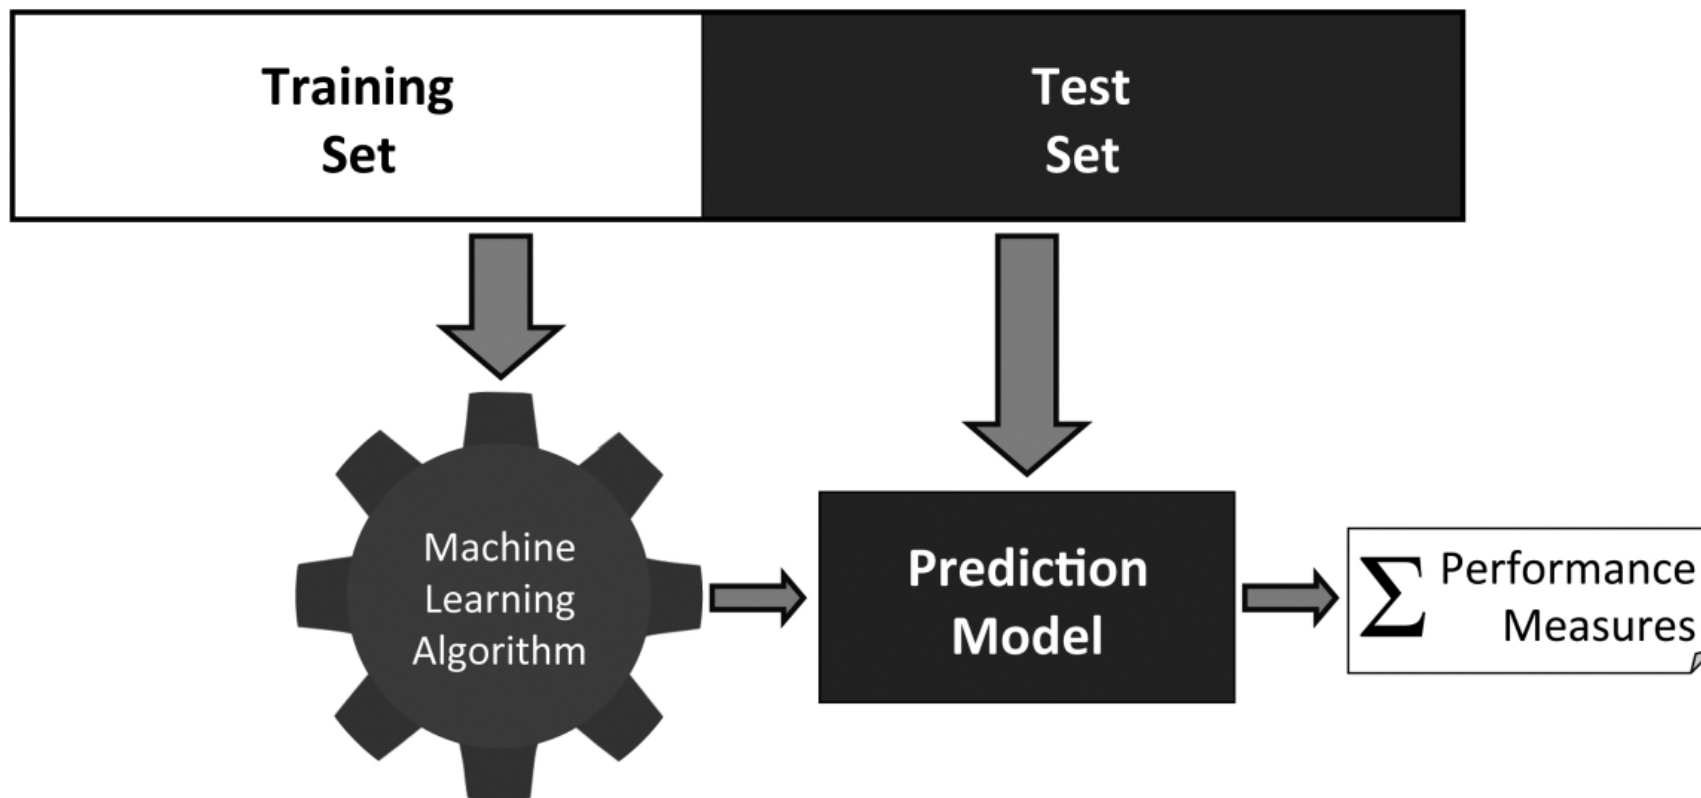 Training
Set
Test
Set
Machine
Learning
Algorithm
Prediction
Model
∑ Performance
Measures